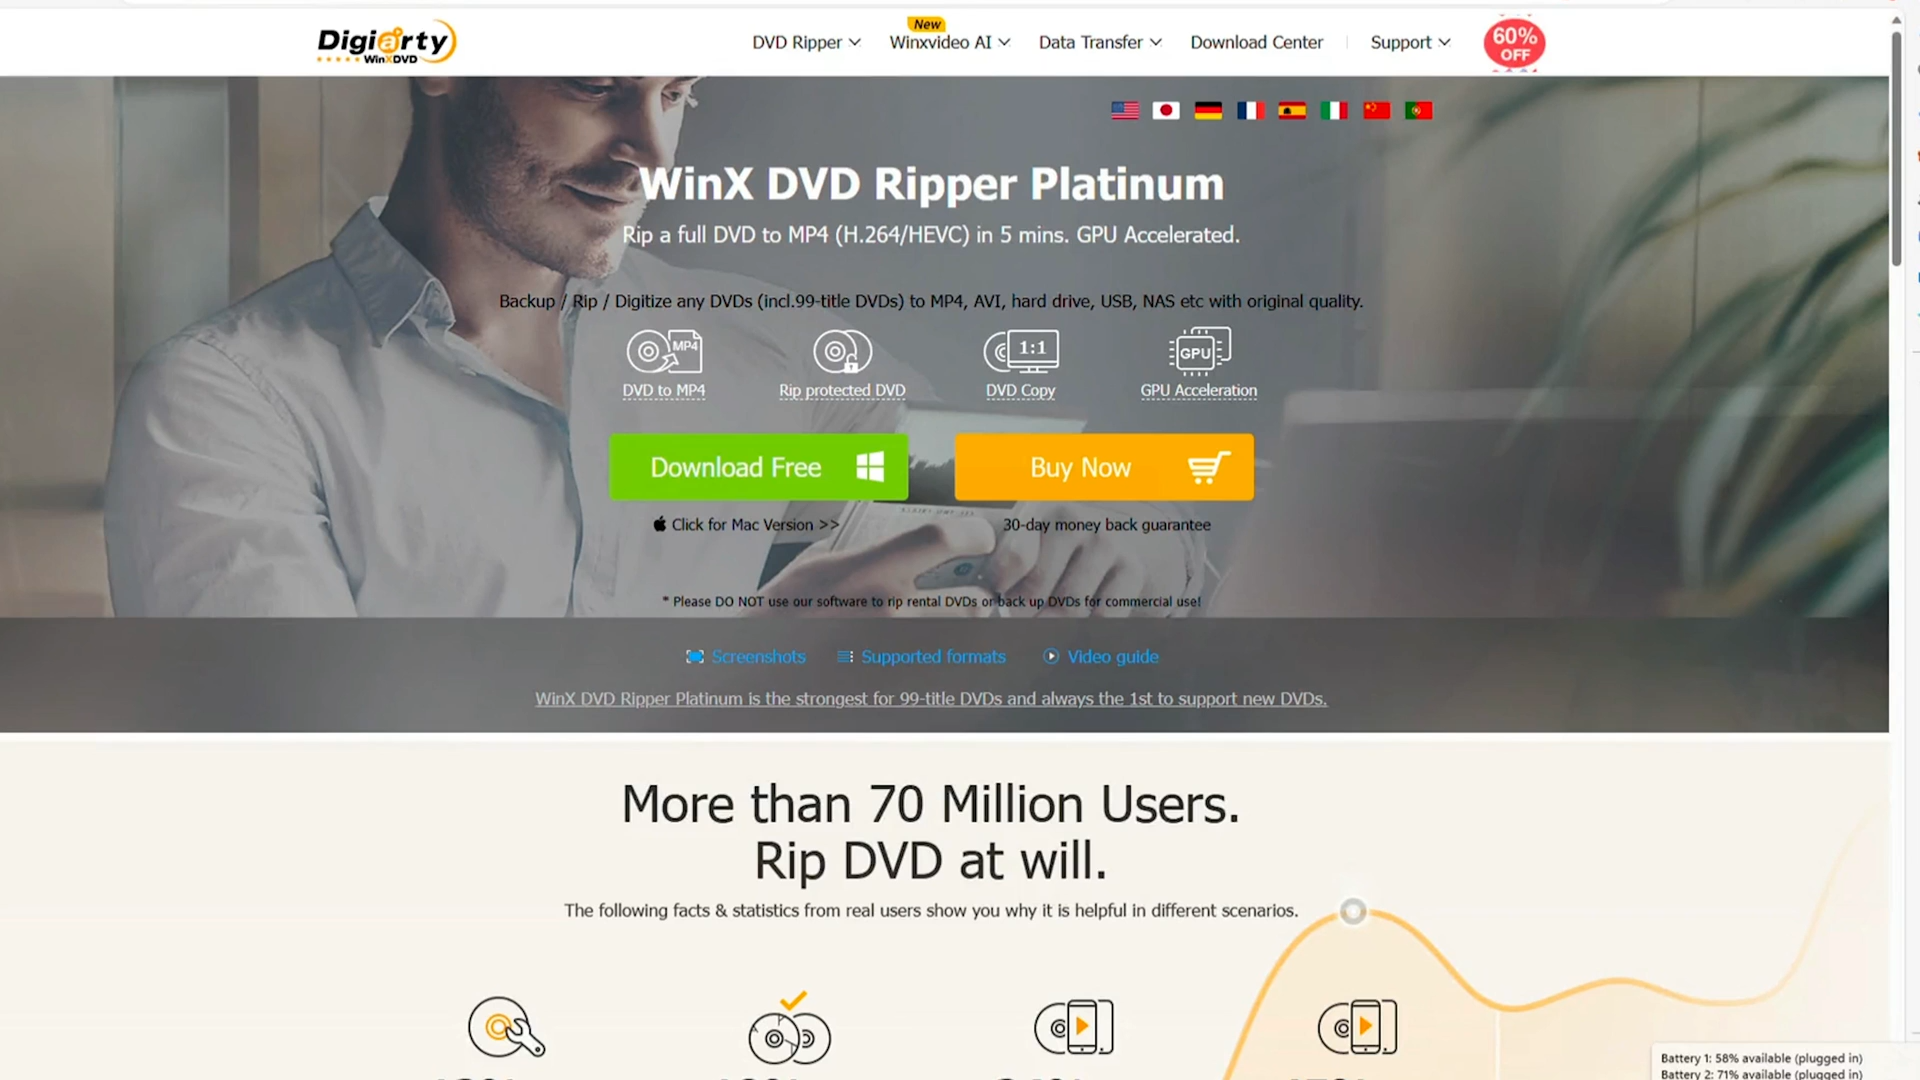 Digiarty
WinXDVD
DVD Ripper
New
Winxvideo AI
Data Transfer
Download Center
Support
60%
OFF
WinX DVD Ripper Platinum
Rip a full DVD to MP4 (H.264/HEVC) in 5 mins. GPU Accelerated.
Backup / Rip / Digitize any DVDs (incl.99-title DVDs) to MP4, AVI, hard drive, USB, NAS etc with original quality.
MP4
1:1
GPU
DVD to MP4
Rip protected DVD
DVD Copy
GPU Acceleration
Download Free
Buy Now
Click for Mac Version >>
30-day money back guarantee
* Please DO NOT use our software to rip rental DVDs or back up DVDs for commercial use!
Screenshots
Supported formats
Video guide
WinX DVD Ripper Platinum is the strongest for 99-title DVDs and always the 1st to support new DVDs.
More than 70 Million Users.
Rip DVD at will.
The following facts & statistics from real users show you why it is helpful in different scenarios.
Battery 1: 58% available (plugged in)
Battery 2: 71% available (plugged in)